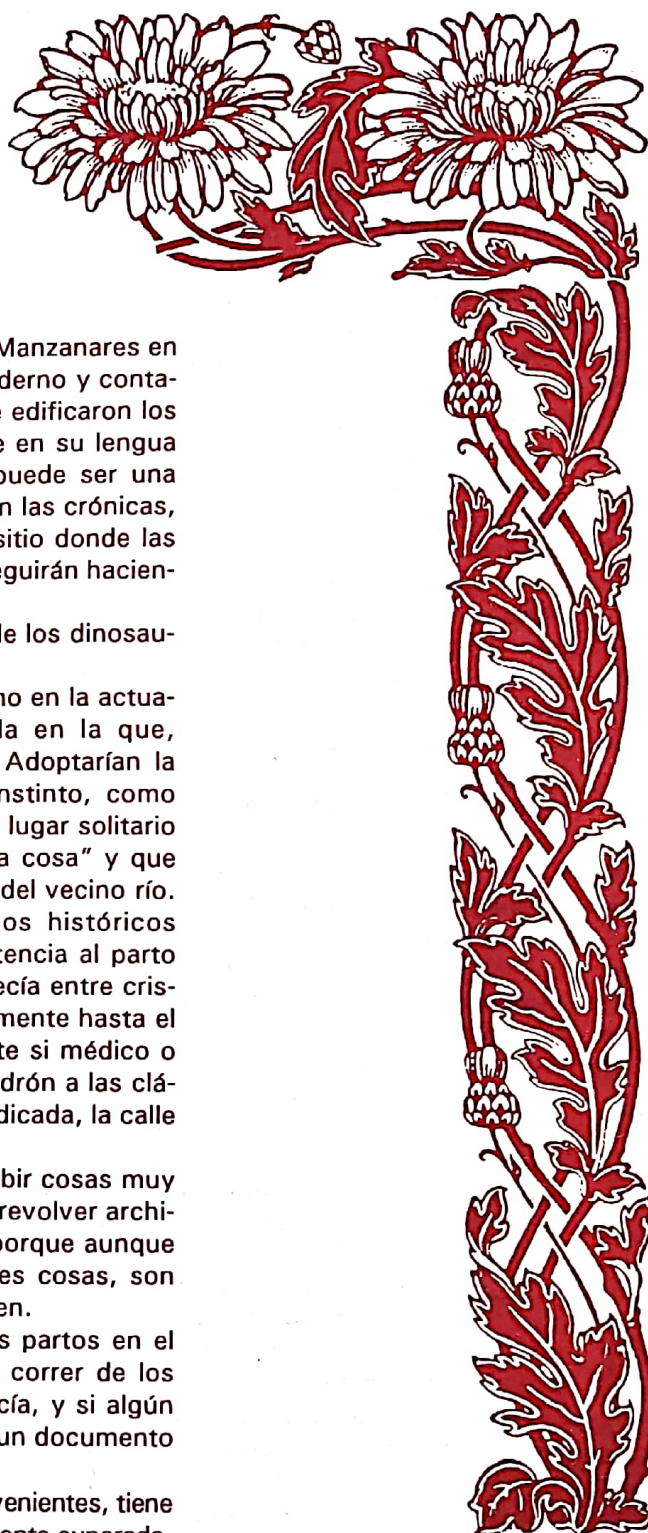 Manzanares en
derno y conta-
edificaron los
en su lengua
puede ser una
n las crónicas,
sitio donde las
eguirán hacien-
de los dinosau-
no en la actua-
da en la que,
Adoptarían la
nstinto, como
lugar solitario
a cosa" y que
del vecino río.
os históricos
tencia al parto
ecía entre cris-
mente hasta el
te si médico o
drón a las clá-
dicada, la calle
bir cosas muy
revolver archi-
porque aunque
es cosas, son
en.
s partos en el
correr de los
cía, y si algún
un documento
venientes, tiene